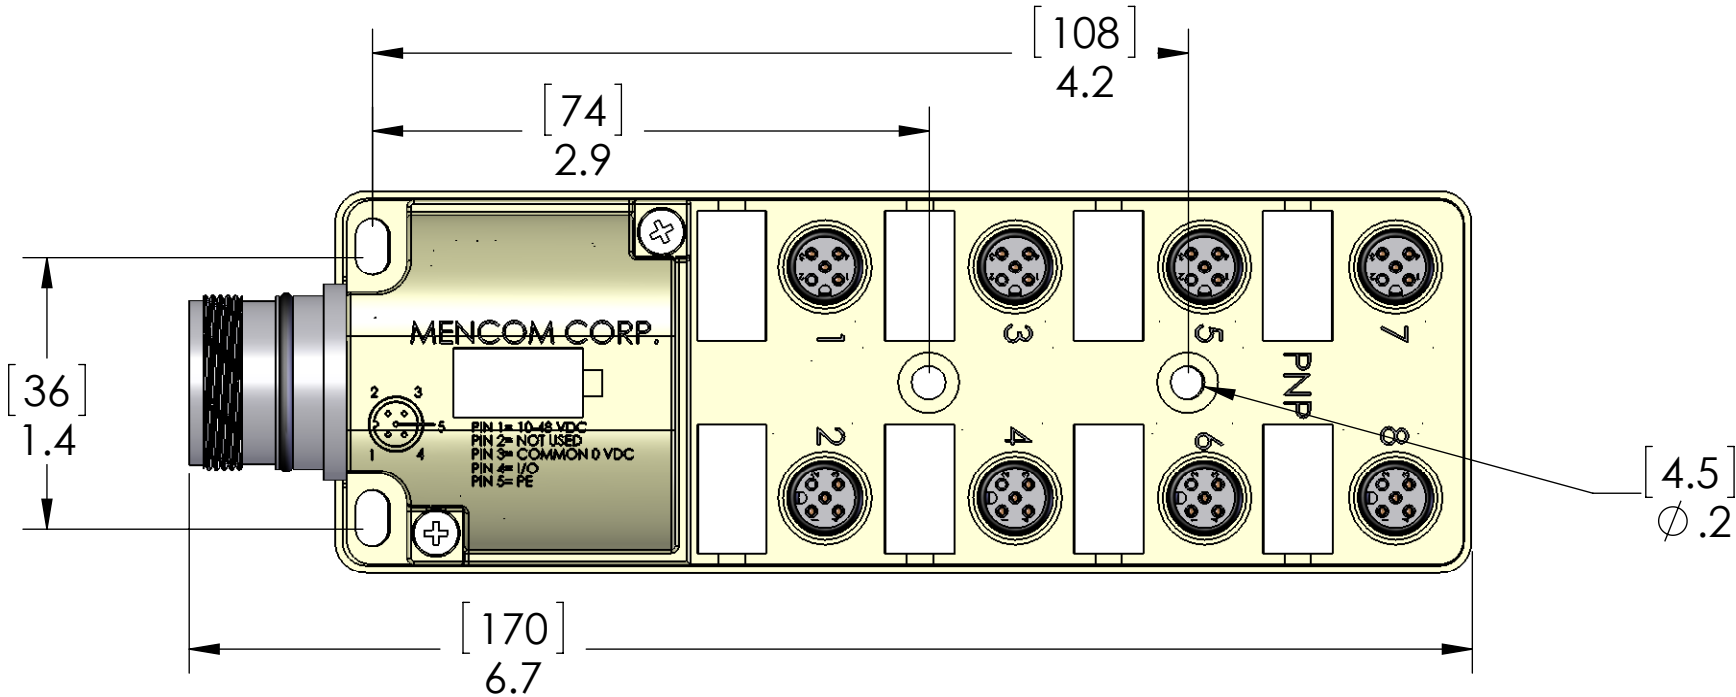 [108]
4.2
[74]
2.9
[36]
1.4
MENCOM CORP.
2 3
5
1 4
PIN 1= 10-48 VDC
PIN 2= NOT USED
PIN 3= COMMON 0 VDC
PIN 4= I/O
PIN 5= PE
1 3 5 7
PNP
2 4 6 8
[4.5]
∅ .2
[170]
6.7